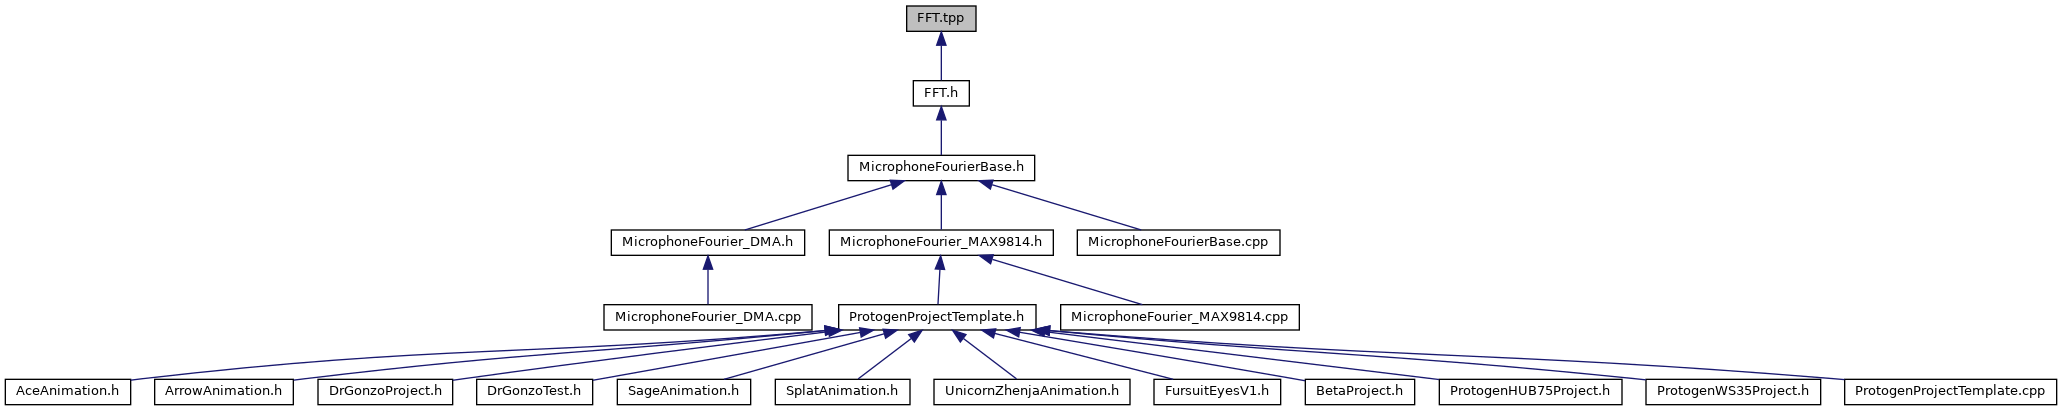 FFT.tpp
FFT.h
MicrophoneFourierBase.h
MicrophoneFourier_DMA.h
MicrophoneFourier_MAX9814.h
MicrophoneFourierBase.cpp
MicrophoneFourier_DMA.cpp
ProtogenProjectTemplate.h
MicrophoneFourier_MAX9814.cpp
AceAnimation.h
ArrowAnimation.h
DrGonzoProject.h
DrGonzoTest.h
SageAnimation.h
SplatAnimation.h
UnicornZhenjaAnimation.h
FursuitEyesV1.h
BetaProject.h
ProtogenHUB75Project.h
ProtogenWS35Project.h
ProtogenProjectTemplate.cpp